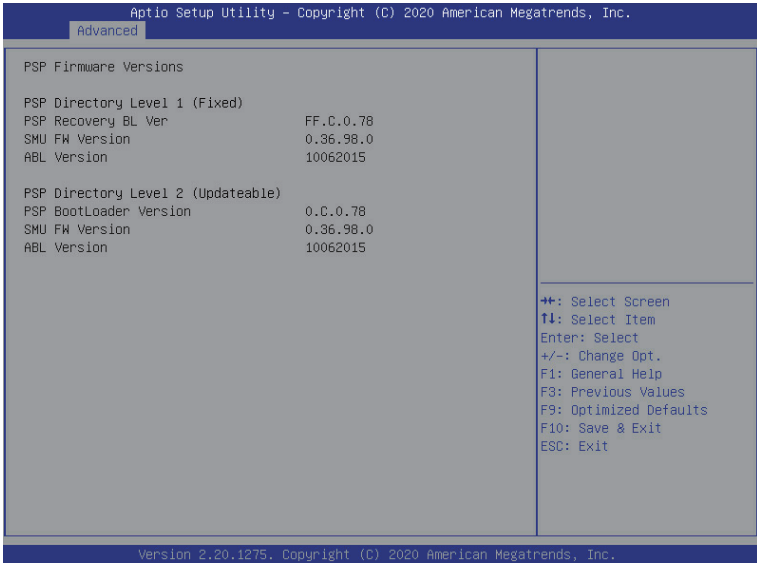 Aptio Setup Utility – Copyright (C) 2020 American Megatrends, Inc.
Advanced
PSP Firmware Versions
PSP Directory Level 1 (Fixed)
PSP Recovery BL Ver FF.C.0.78
SMU FW Version 0.36.98.0
ABL Version 10062015
PSP Directory Level 2 (Updateable)
PSP BootLoader Version 0.C.0.78
SMU FW Version 0.36.98.0
ABL Version 10062015
→←: Select Screen
↑↓: Select Item
Enter: Select
+/-: Change Opt.
F1: General Help
F3: Previous Values
F9: Optimized Defaults
F10: Save & Exit
ESC: Exit
Version 2.20.1275. Copyright (C) 2020 American Megatrends, Inc.